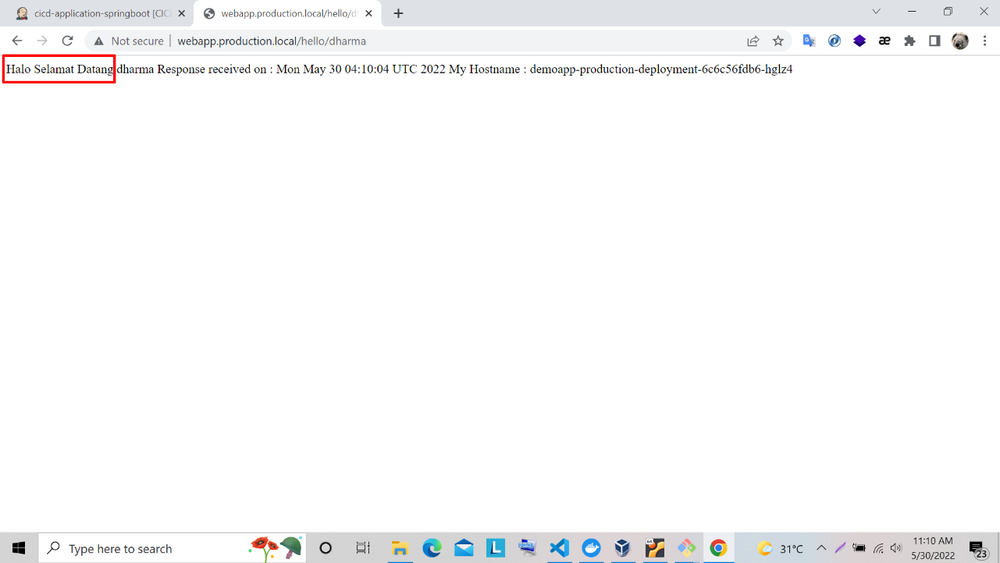 cicd-application-springboot [CIC
webapp.production.local/hello/d
Not secure
webapp.production.local/hello/dharma
Halo Selamat Datang dharma Response received on : Mon May 30 04:10:04 UTC 2022 My Hostname : demoapp-production-deployment-6c6c56fdb6-hglz4
Type here to search
L
64
31°C
11:10 AM
5/30/2022
23